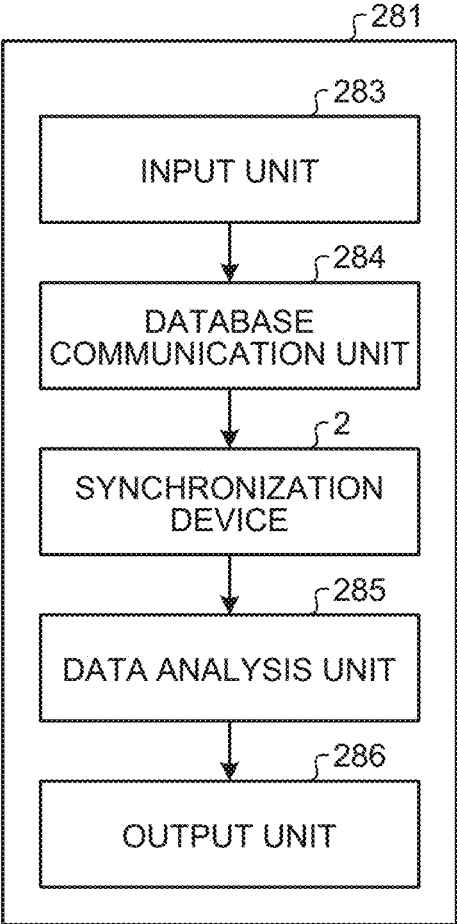 281
283
INPUT UNIT
284
DATABASE
COMMUNICATION UNIT
2
SYNCHRONIZATION
DEVICE
285
DATA ANALYSIS UNIT
286
OUTPUT UNIT